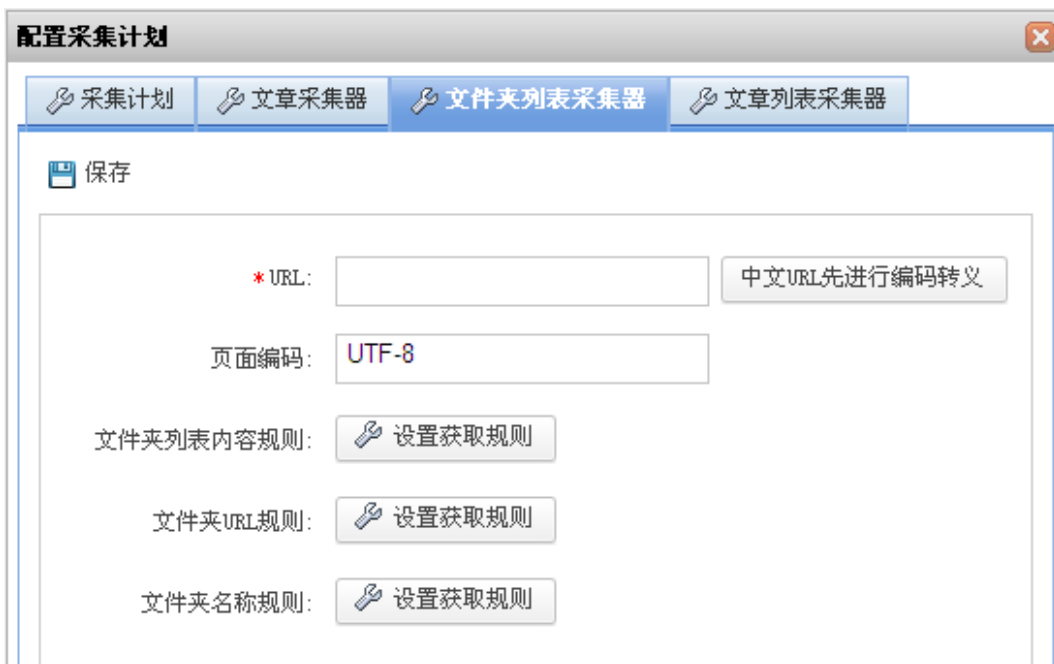 配置采集计划
采集计划 文章采集器 文件夹列表采集器 文章列表采集器
保存
*URL: 中文URL先进行编码转义
页面编码: UTF-8
文件夹列表内容规则: 设置获取规则
文件夹URL规则: 设置获取规则
文件夹名称规则: 设置获取规则